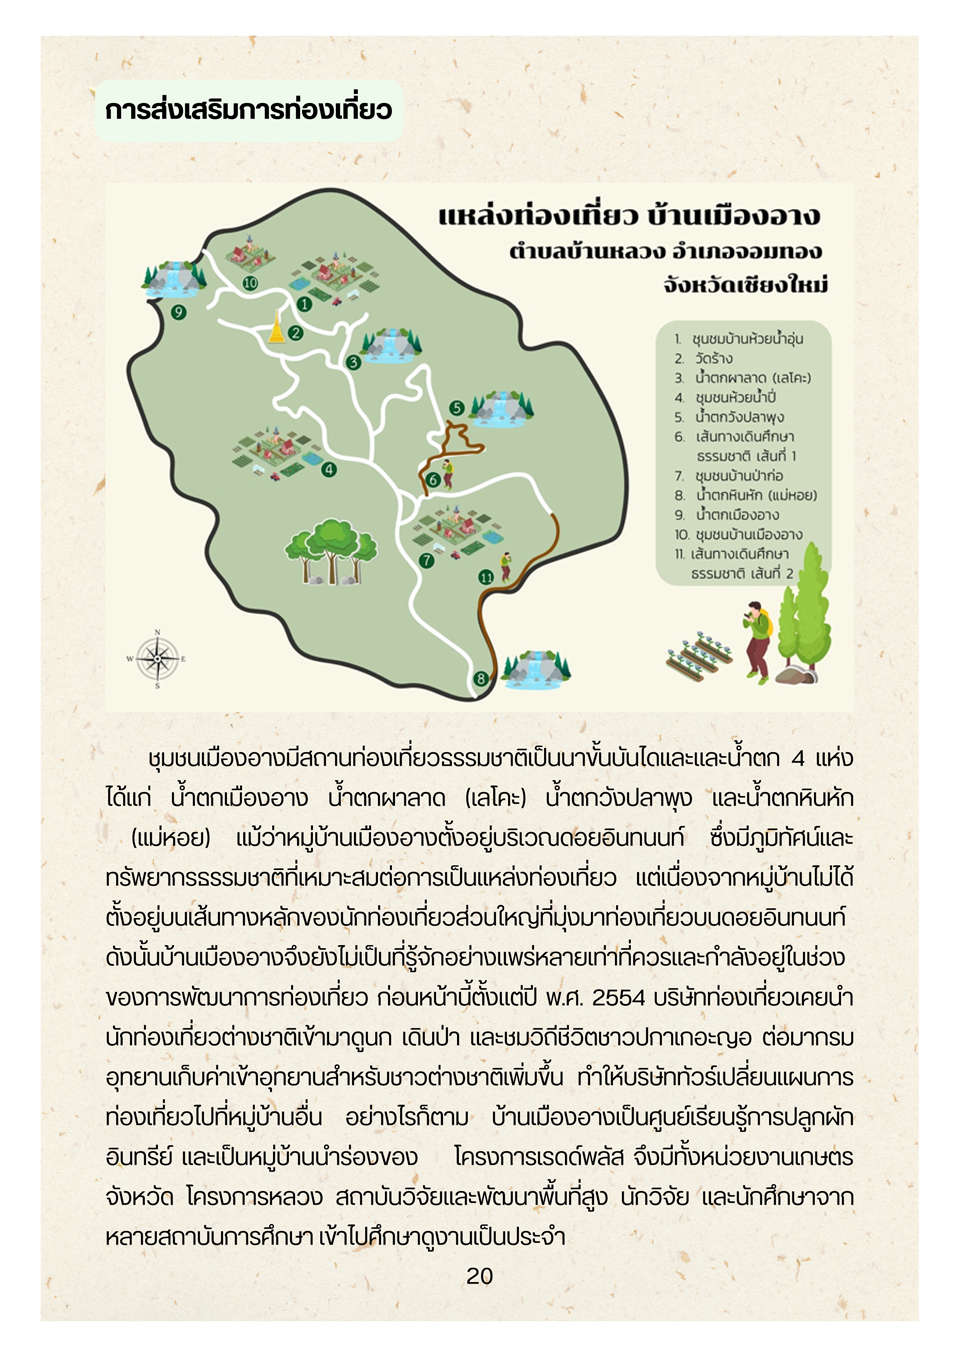 การส่งเสริมการท่องเที่ยว
แหล่งท่องเที่ยว บ้านเมืองอาง
ตำบลบ้านหลวง อำเภอจอมทอง
จังหวัดเชียงใหม่
1. ชุนชมบ้านห้วยน้ำอุ่น
2. วัดร้าง
3. น้ำตกผาลาด (เลโคะ)
4. ชุมชนห้วยน้ำปี่
5. น้ำตกวังปลาพุง
6. เส้นทางเดินศึกษา
ธรรมชาติ เส้นที่ 1
7. ชุมชนบ้านป่าก่อ
8. น้ำตกหินหัก (แม่หอย)
9. น้ำตกเมืองอาง
10. ชุมชนบ้านเมืองอาง
11. เส้นทางเดินศึกษา
ธรรมชาติ เส้นที่ 2
10
1
9
2
3
5
4
6
7
11
8
N
W E
S
ชุมชนเมืองอางมีสถานท่องเที่ยวธรรมชาติเป็นนาขั้นบันไดและและน้ำตก 4 แห่ง
ได้แก่ น้ำตกเมืองอาง น้ำตกผาลาด (เลโคะ) น้ำตกวังปลาพุง และน้ำตกหินหัก
(แม่หอย) แม้ว่าหมู่บ้านเมืองอางตั้งอยู่บริเวณดอยอินทนนท์ ซึ่งมีภูมิทัศน์และ
ทรัพยากรธรรมชาติที่เหมาะสมต่อการเป็นแหล่งท่องเที่ยว แต่เนื่องจากหมู่บ้านไม่ได้
ตั้งอยู่บนเส้นทางหลักของนักท่องเที่ยวส่วนใหญ่ที่มุ่งมาท่องเที่ยวบนดอยอินทนนท์
ดังนั้นบ้านเมืองอางจึงยังไม่เป็นที่รู้จักอย่างแพร่หลายเท่าที่ควรและกำลังอยู่ในช่วง
ของการพัฒนาการท่องเที่ยว ก่อนหน้านี้ตั้งแต่ปี พ.ศ. 2554 บริษัทท่องเที่ยวเคยนำ
นักท่องเที่ยวต่างชาติเข้ามาดูนก เดินป่า และชมวิถีชีวิตชาวปกาเกอะญอ ต่อมากรม
อุทยานเก็บค่าเข้าอุทยานสำหรับชาวต่างชาติเพิ่มขึ้น ทำให้บริษัททัวร์เปลี่ยนแผนการ
ท่องเที่ยวไปที่หมู่บ้านอื่น อย่างไรก็ตาม บ้านเมืองอางเป็นศูนย์เรียนรู้การปลูกผัก
อินทรีย์ และเป็นหมู่บ้านนำร่องของ โครงการเรดด์พลัส จึงมีทั้งหน่วยงานเกษตร
จังหวัด โครงการหลวง สถาบันวิจัยและพัฒนาพื้นที่สูง นักวิจัย และนักศึกษาจาก
หลายสถาบันการศึกษา เข้าไปศึกษาดูงานเป็นประจำ
20